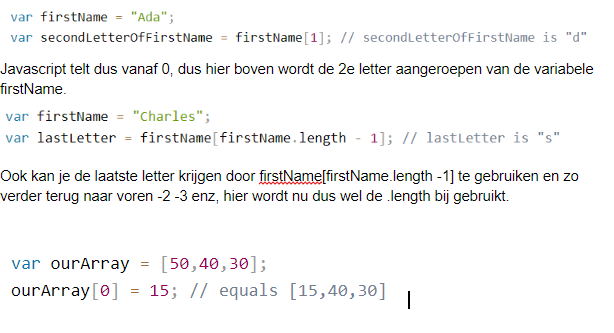 var firstName = "Ada";
var secondLetterOfFirstName = firstName[1]; // secondLetterOfFirstName is "d"
Javascript telt dus vanaf 0, dus hier boven wordt de 2e letter aangeroepen van de variabele
firstName.
var firstName = "Charles";
var lastLetter = firstName[firstName.length - 1]; // lastLetter is "s"
Ook kan je de laatste letter krijgen door firstName[firstName.length -1] te gebruiken en zo
verder terug naar voren -2 -3 enz, hier wordt nu dus wel de .length bij gebruikt.
var ourArray = [50,40,30];
ourArray[0] = 15; // equals [15,40,30]